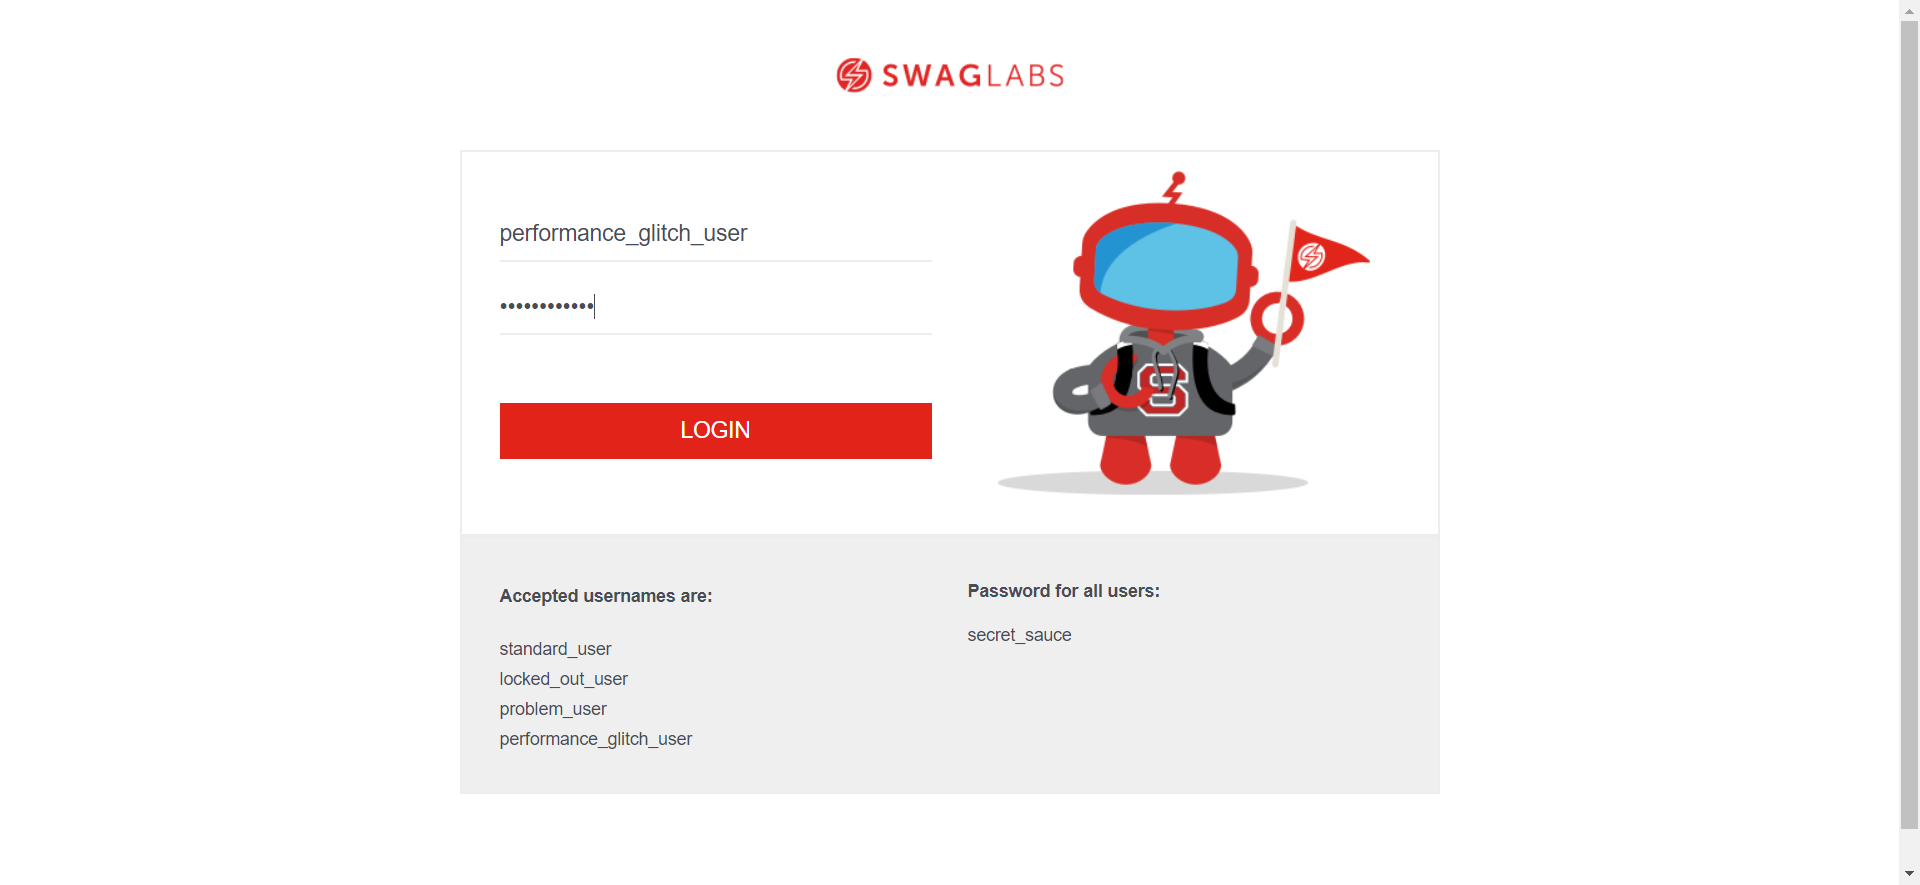 SWAGLABS
performance_glitch_user
••••••••••••
LOGIN
S
Accepted usernames are:
standard_user
locked_out_user
problem_user
performance_glitch_user
Password for all users:
secret_sauce